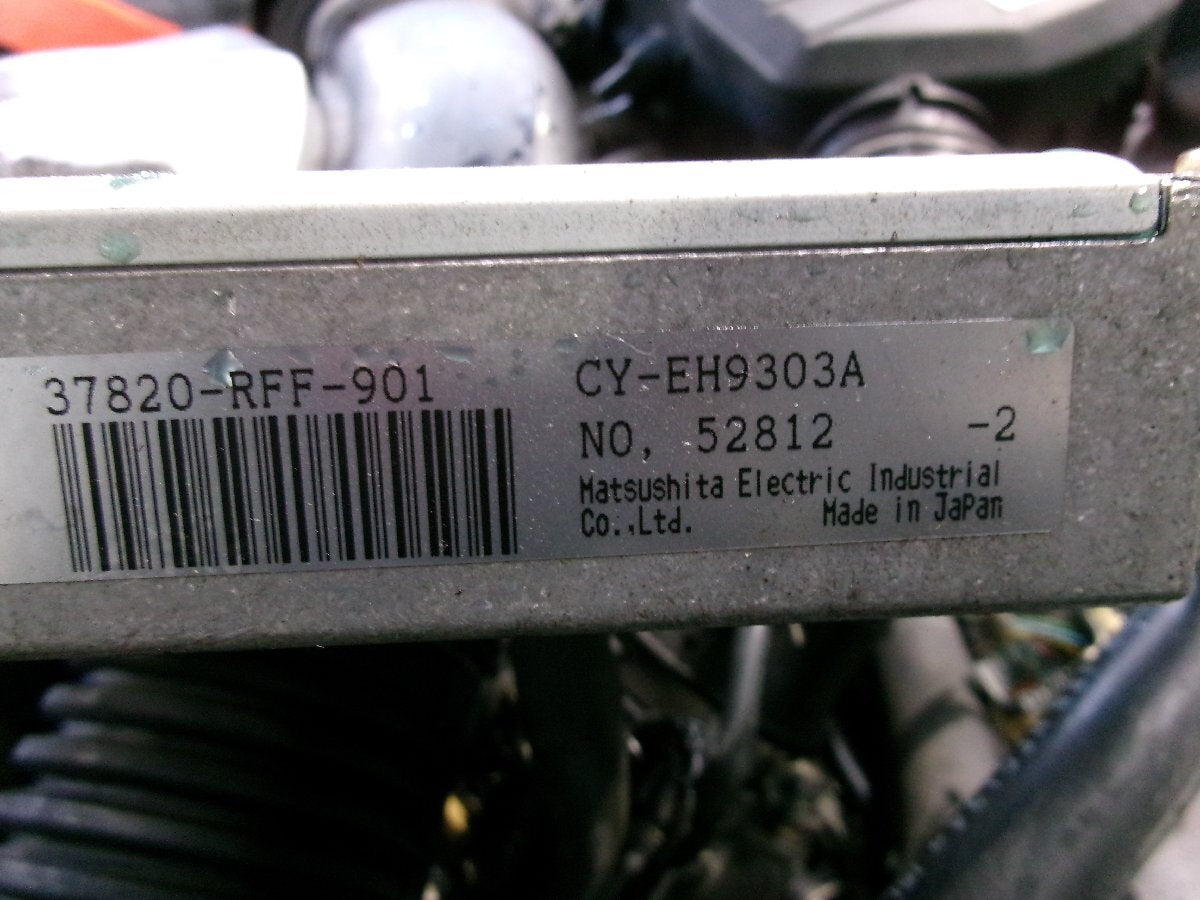 37820-RFF-901
CY-EH9303A
NO, 52812 -2
Matsushita Electric Industrial
Co.,Ltd. Made in JaPan